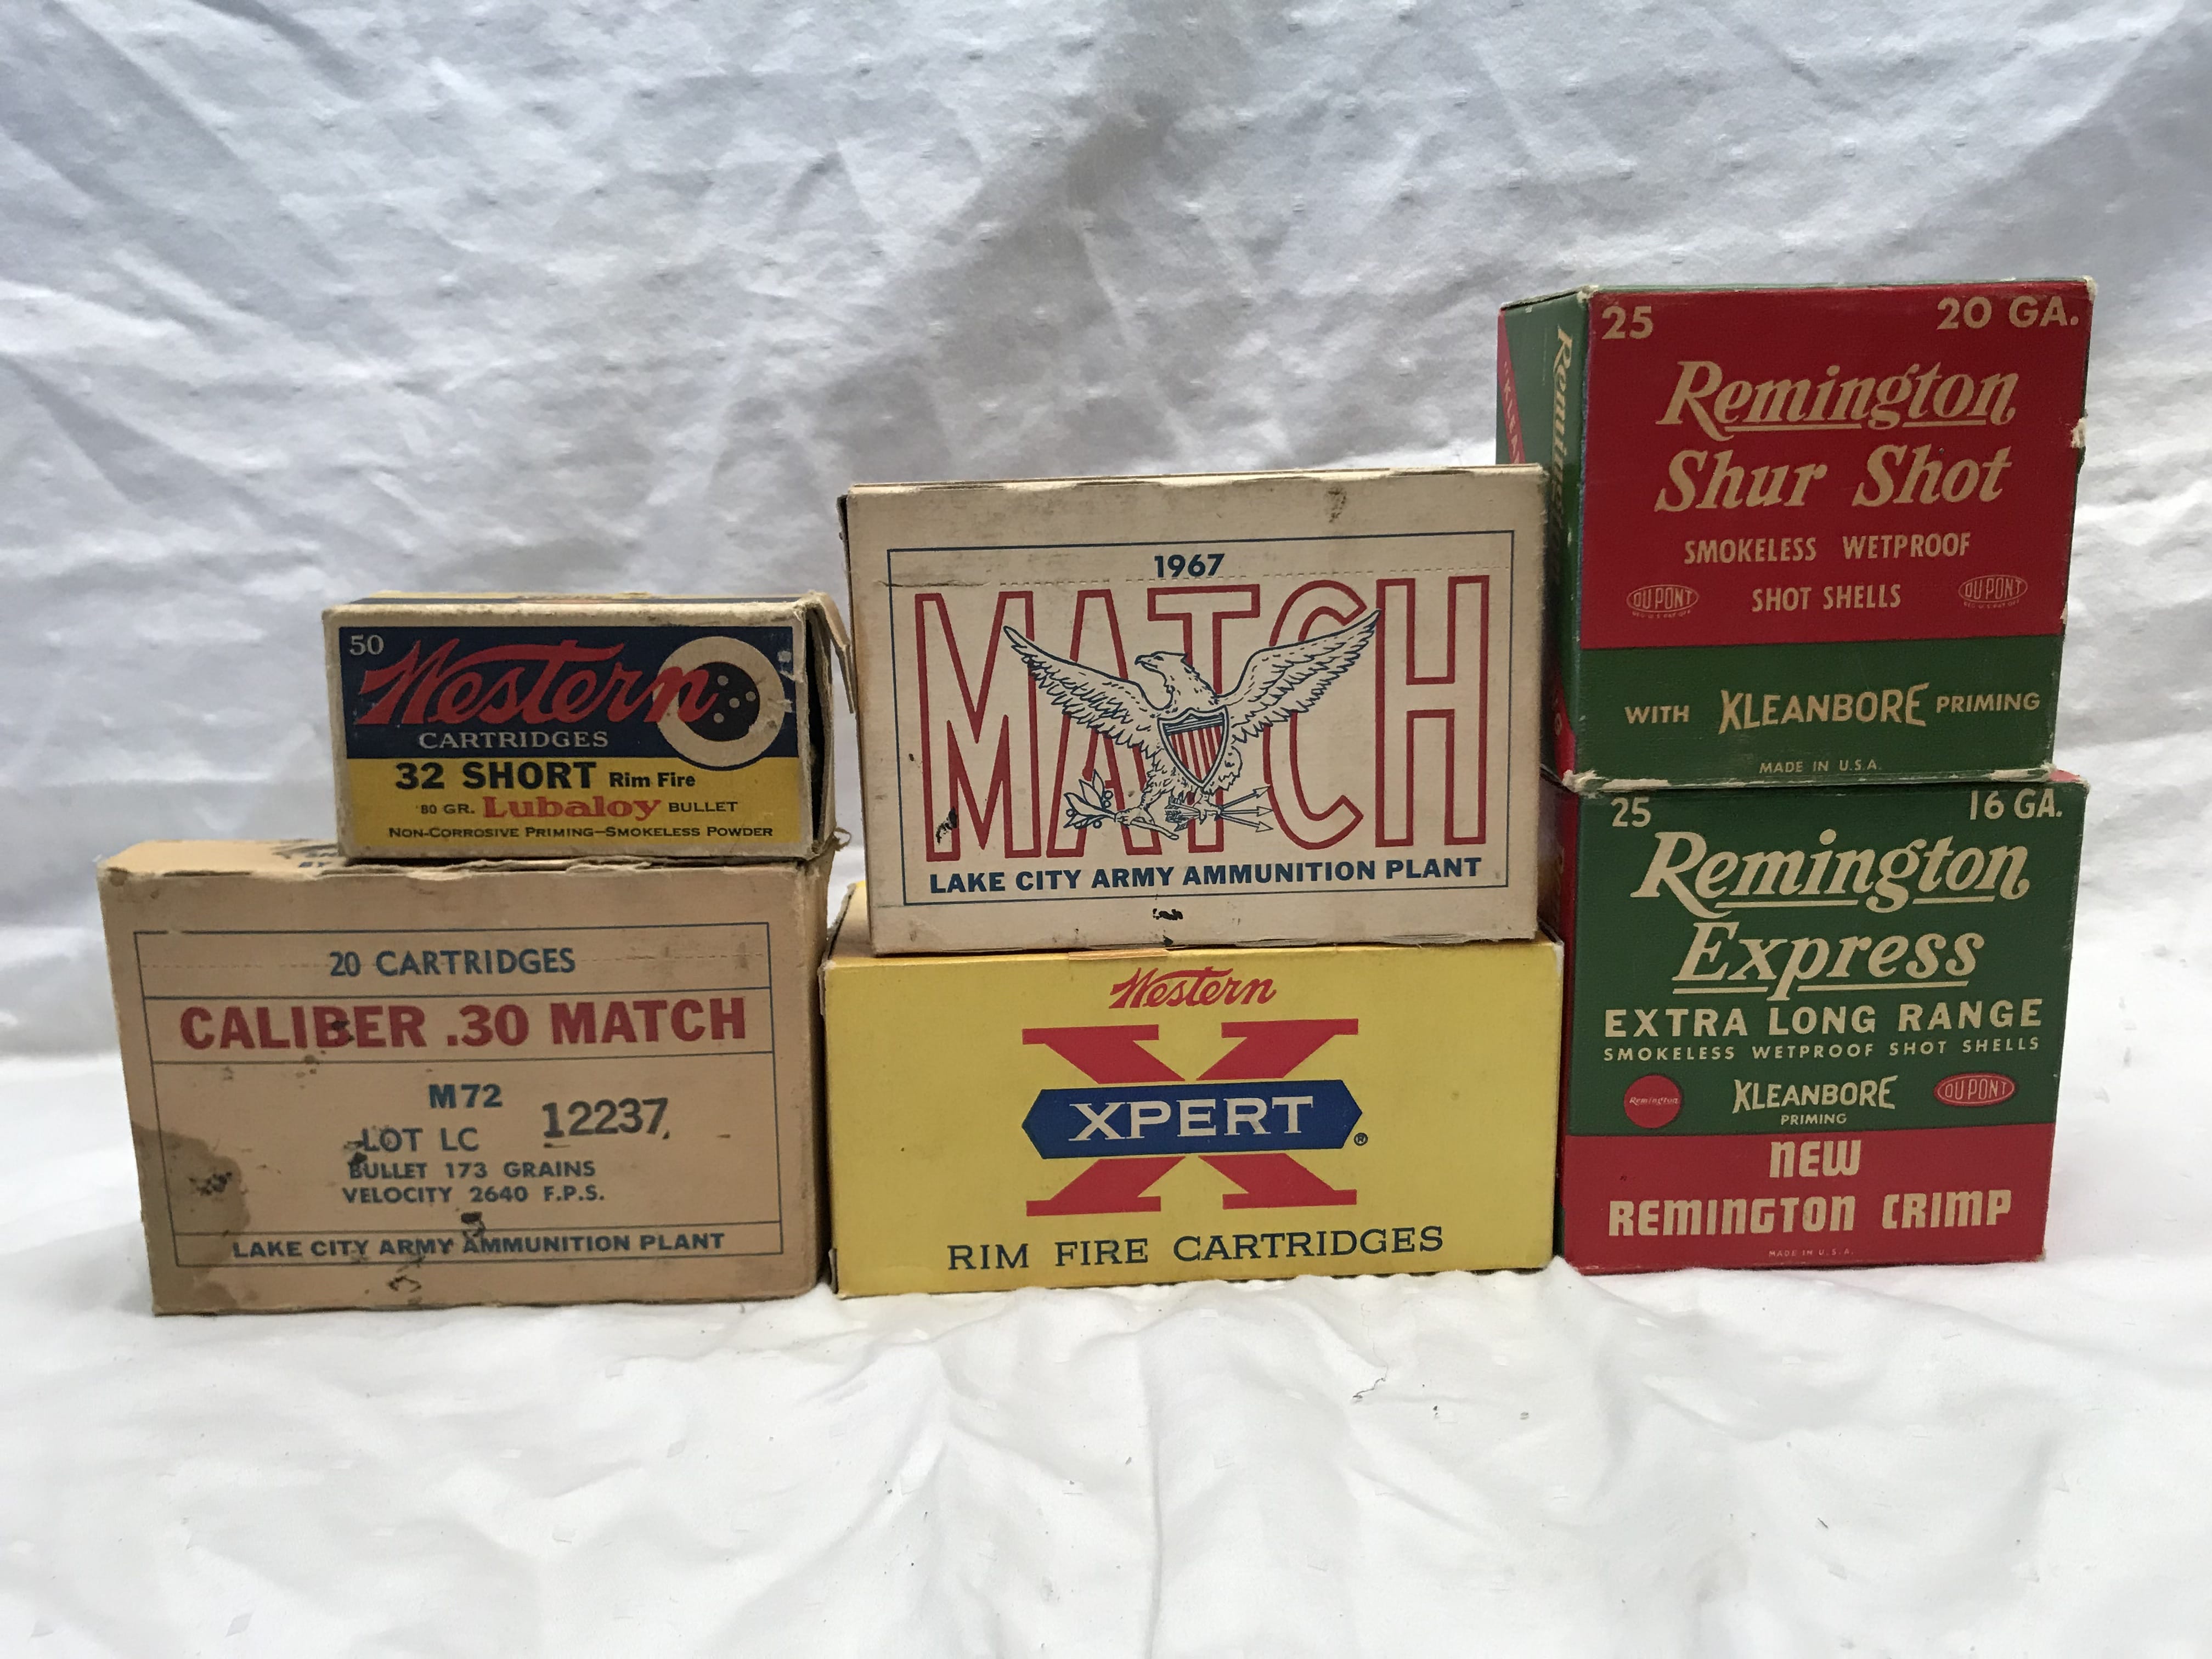 50
Western
CARTRIDGES
32 SHORT Rim Fire
80 GR. Lubaloy BULLET
NON-CORROSIVE PRIMING—SMOKELESS POWDER
20 CARTRIDGES
CALIBER .30 MATCH
M72
LOT LC 12237
BULLET 173 GRAINS
VELOCITY 2640 F.P.S.
LAKE CITY ARMY AMMUNITION PLANT
1967
MATCH
LAKE CITY ARMY AMMUNITION PLANT
Western
X
XPERT®
RIM FIRE CARTRIDGES
Remington
25 20 GA.
Remington
Shur Shot
SMOKELESS WETPROOF
DU PONT SHOT SHELLS DU PONT
WITH KLEANBORE PRIMING
MADE IN U.S.A.
25 16 GA.
Remington
Express
EXTRA LONG RANGE
SMOKELESS WETPROOF SHOT SHELLS
Remington KLEANBORE DU PONT
PRIMING
NEW
REMINGTON CRIMP
MADE IN U.S.A.